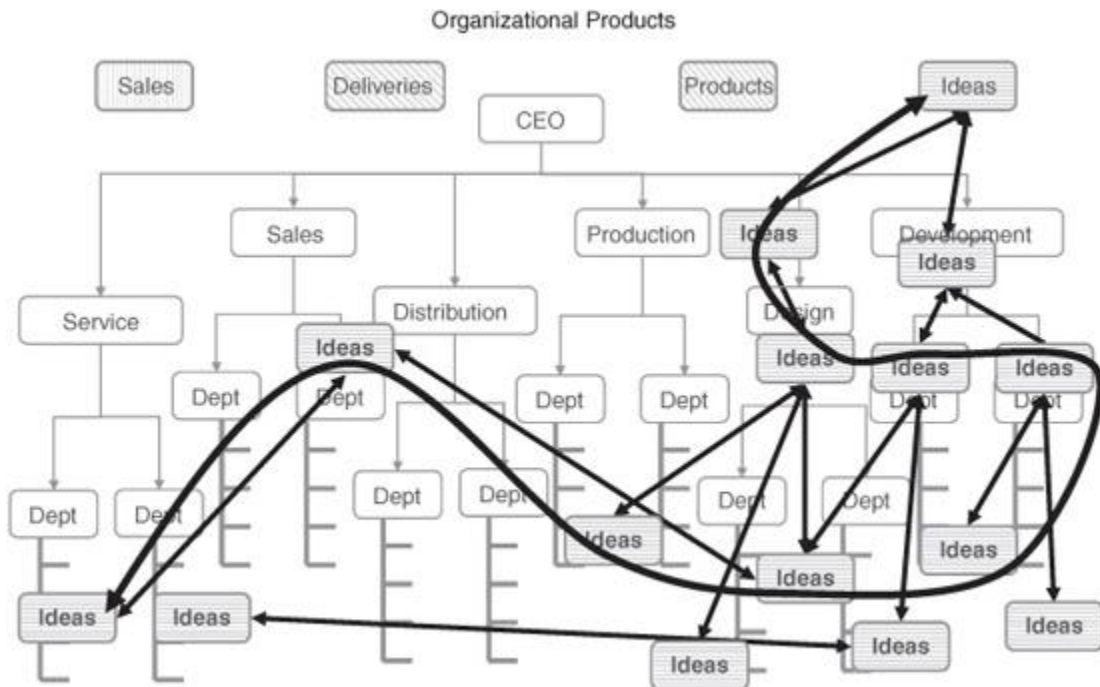 Organizational Products
Sales
Deliveries
Products
Ideas
CEO
Sales
Production
Ideas
Development
Ideas
Service
Distribution
Design
Ideas
Ideas
Ideas
Ideas
Dept
Dept
Dept
Dept
Dept
Dept
Dept
Dept
Dept
Dept
Dept
Dept
Ideas
Ideas
Ideas
Ideas
Ideas
Ideas
Ideas
Ideas